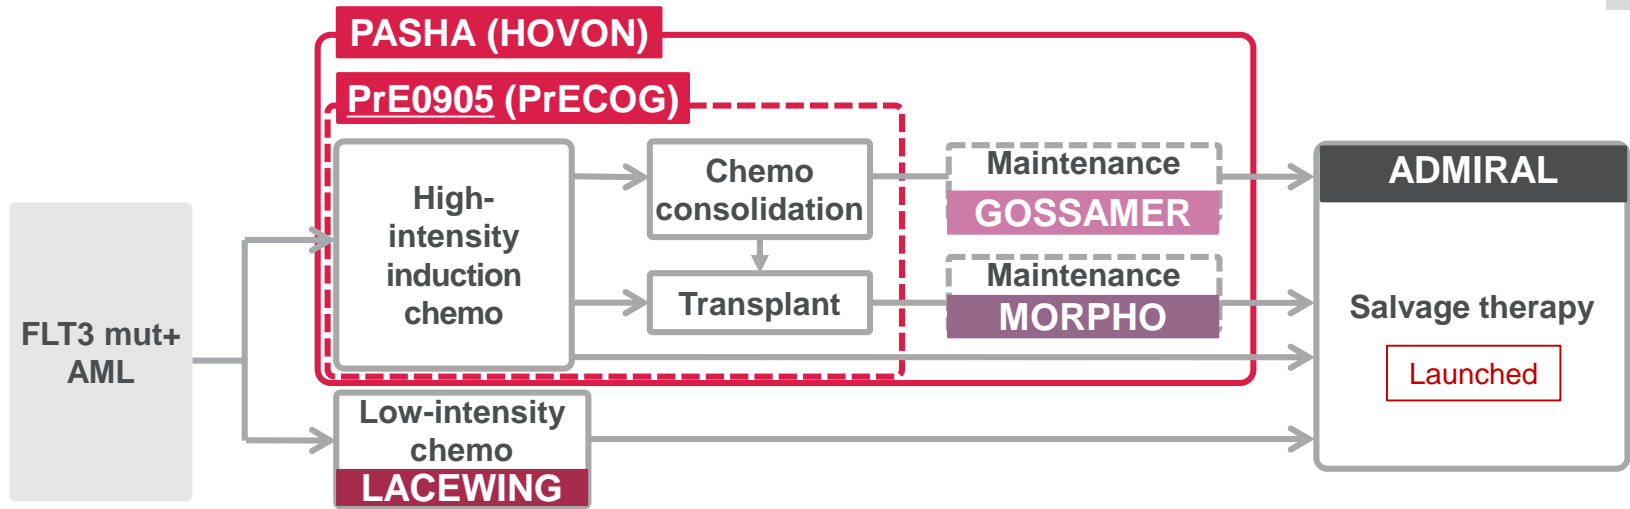 PASHA (HOVON)
PrE0905 (PrECOG)
FLT3 mut+
AML
High-
intensity
induction
chemo
Chemo
consolidation
Transplant
Maintenance
GOSSAMER
Maintenance
MORPHO
Low-intensity
chemo
LACEWING
ADMIRAL
Salvage therapy
Launched